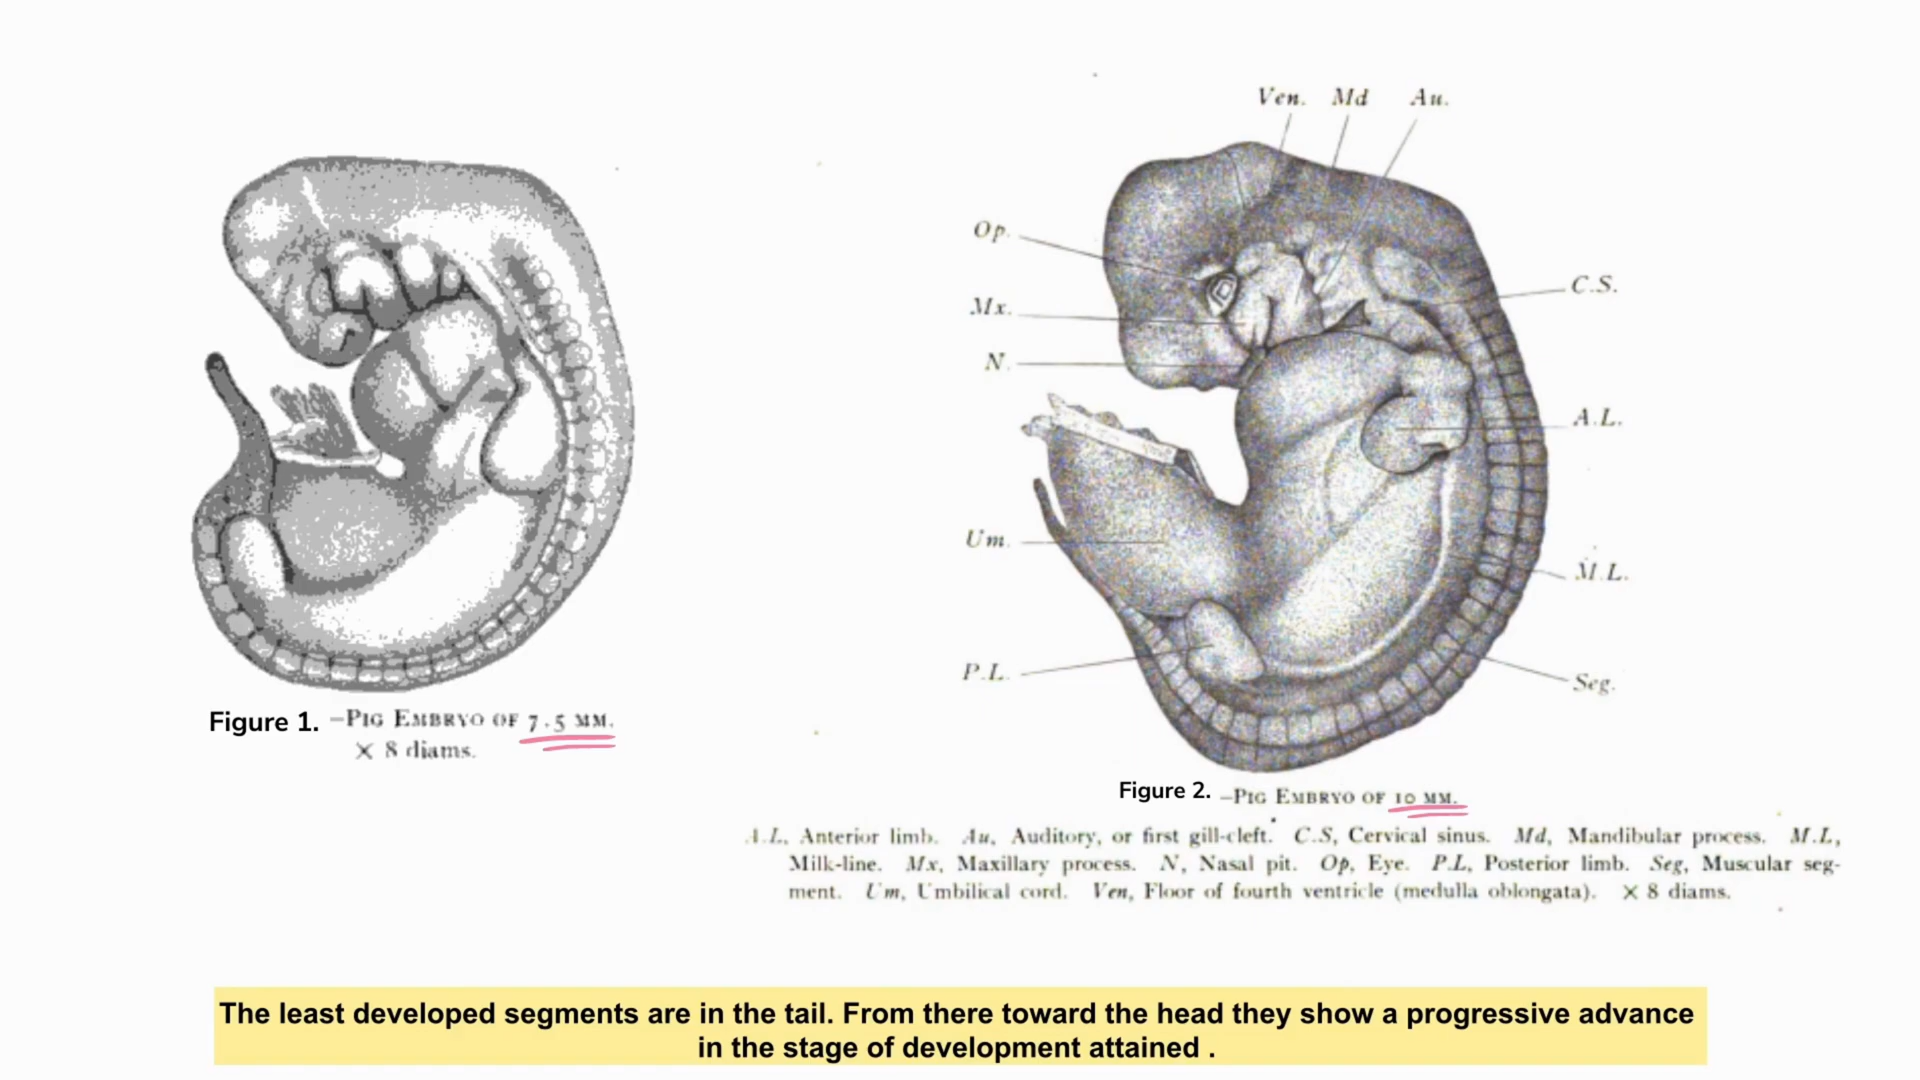 Ven. Md Au.
Op.
C.S.
Mx.
N.
A.L.
Um.
M.L.
P.L.
Seg.
Figure 1. –PIG EMBRYO OF 7.5 MM.
× 8 diams.
Figure 2. –PIG EMBRYO OF 10 MM.
A.L, Anterior limb. Au, Auditory, or first gill-cleft. C.S, Cervical sinus. Md, Mandibular process. M.L,
Milk-line. Mx, Maxillary process. N, Nasal pit. Op, Eye. P.L, Posterior limb. Seg, Muscular seg-
ment. Um, Umbilical cord. Ven, Floor of fourth ventricle (medulla oblongata). × 8 diams.
The least developed segments are in the tail. From there toward the head they show a progressive advance
in the stage of development attained .